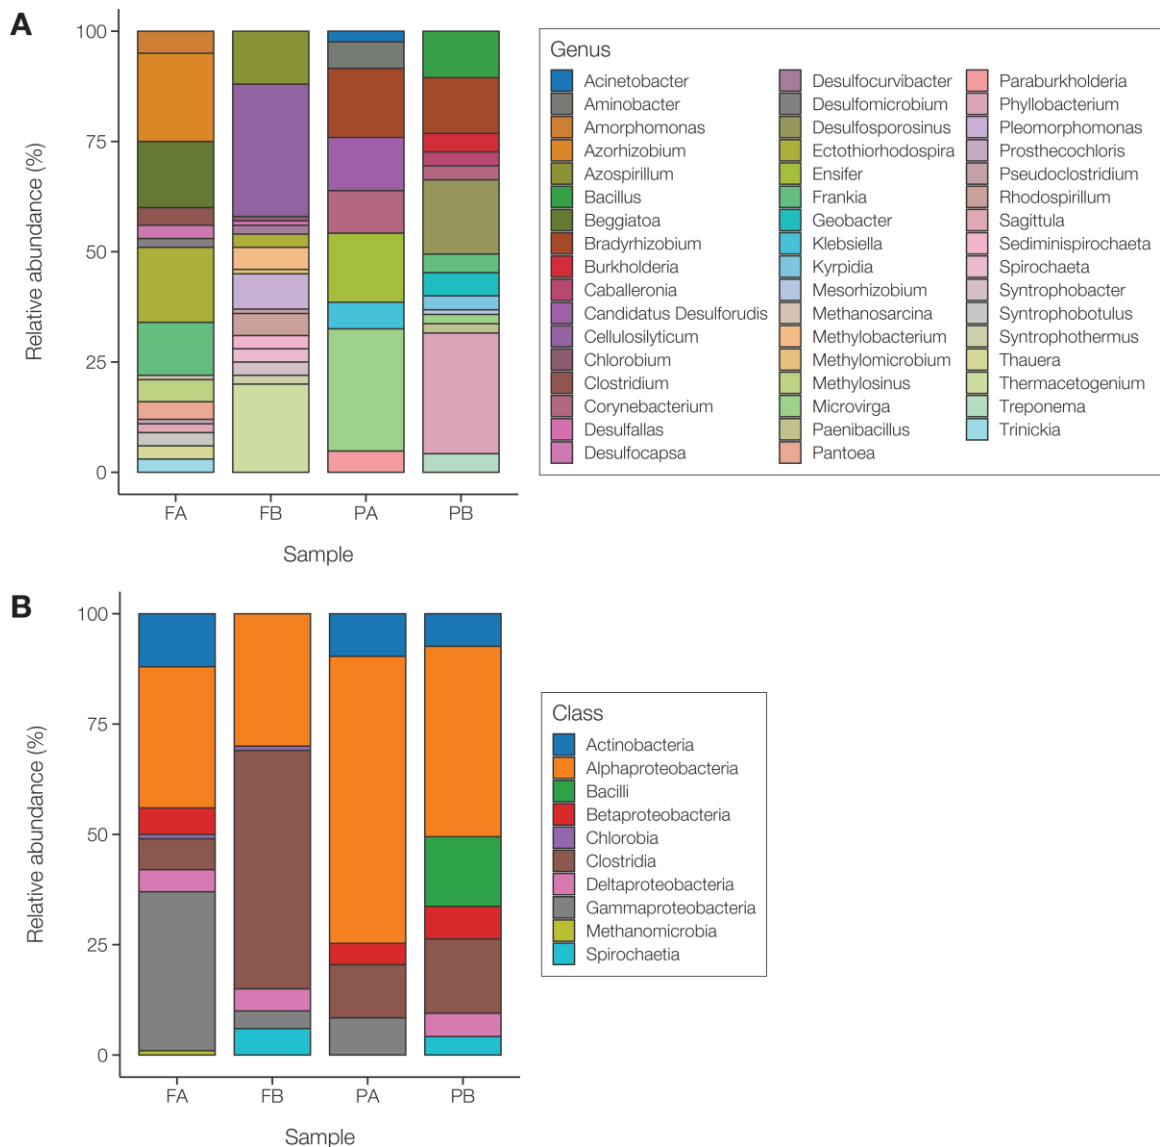 A
100
75
50
25
0
Relative abundance (%)
FA FB PA PB
Sample
Genus
Acinetobacter
Aminobacter
Amorphomonas
Azorhizobium
Azospirillum
Bacillus
Beggiatoa
Bradyrhizobium
Burkholderia
Caballeronia
Candidatus Desulforudis
Cellulosilyticum
Chlorobium
Clostridium
Corynebacterium
Desulfallas
Desulfocapsa
Desulfocurvibacter
Desulfomicrobium
Desulfosporosinus
Ectothiorhodospira
Ensifer
Frankia
Geobacter
Klebsiella
Kyrpidia
Mesorhizobium
Methanosarcina
Methylobacterium
Methylomicrobium
Methylosinus
Microvirga
Paenibacillus
Pantoea
Paraburkholderia
Phyllobacterium
Pleomorphomonas
Prosthecochloris
Pseudoclostridium
Rhodospirillum
Sagittula
Sediminispirochaeta
Spirochaeta
Syntrophobacter
Syntrophobotulus
Syntrophothermus
Thauera
Thermacetogenium
Treponema
Trinickia
B
100
75
50
25
0
Relative abundance (%)
FA FB PA PB
Sample
Class
Actinobacteria
Alphaproteobacteria
Bacilli
Betaproteobacteria
Chlorobia
Clostridia
Deltaproteobacteria
Gammaproteobacteria
Methanomicrobia
Spirochaetia